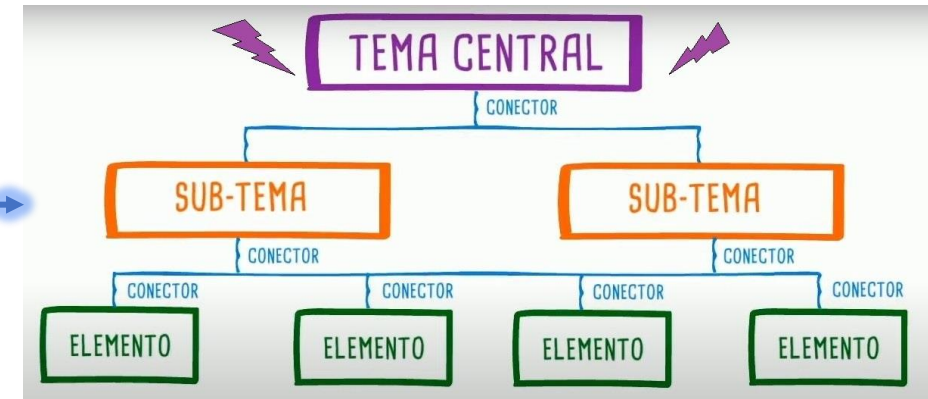 TEMA CENTRAL
CONECTOR
SUB-TEMA
SUB-TEMA
CONECTOR
CONECTOR
CONECTOR
CONECTOR
CONECTOR
CONECTOR
ELEMENTO
ELEMENTO
ELEMENTO
ELEMENTO